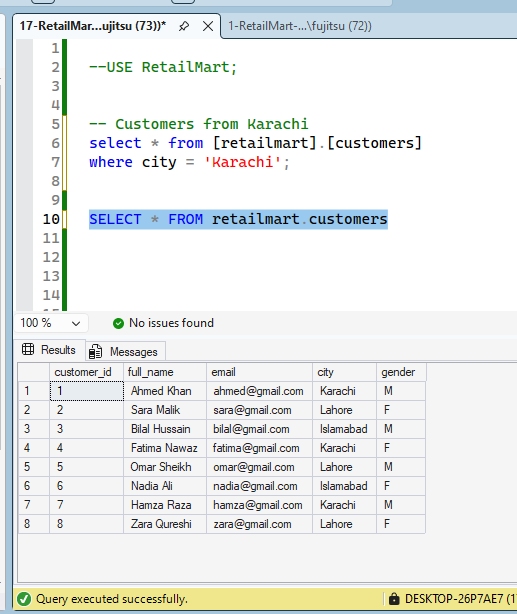 17-RetailMar...ujitsu (73))*
1-RetailMart-...\fujitsu (72))
1
2 --USE RetailMart;
3
4
5 -- Customers from Karachi
6 select * from [retailmart].[customers]
7 where city = 'Karachi';
8
9
10 SELECT * FROM retailmart.customers
11
12
13
14
100 %
No issues found
Results Messages
customer_id full_name email city gender
1 1 Ahmed Khan ahmed@gmail.com Karachi M
2 2 Sara Malik sara@gmail.com Lahore F
3 3 Bilal Hussain bilal@gmail.com Islamabad M
4 4 Fatima Nawaz fatima@gmail.com Karachi F
5 5 Omar Sheikh omar@gmail.com Lahore M
6 6 Nadia Ali nadia@gmail.com Islamabad F
7 7 Hamza Raza hamza@gmail.com Karachi M
8 8 Zara Qureshi zara@gmail.com Lahore F
Query executed successfully.
DESKTOP-26P7AE7 (1